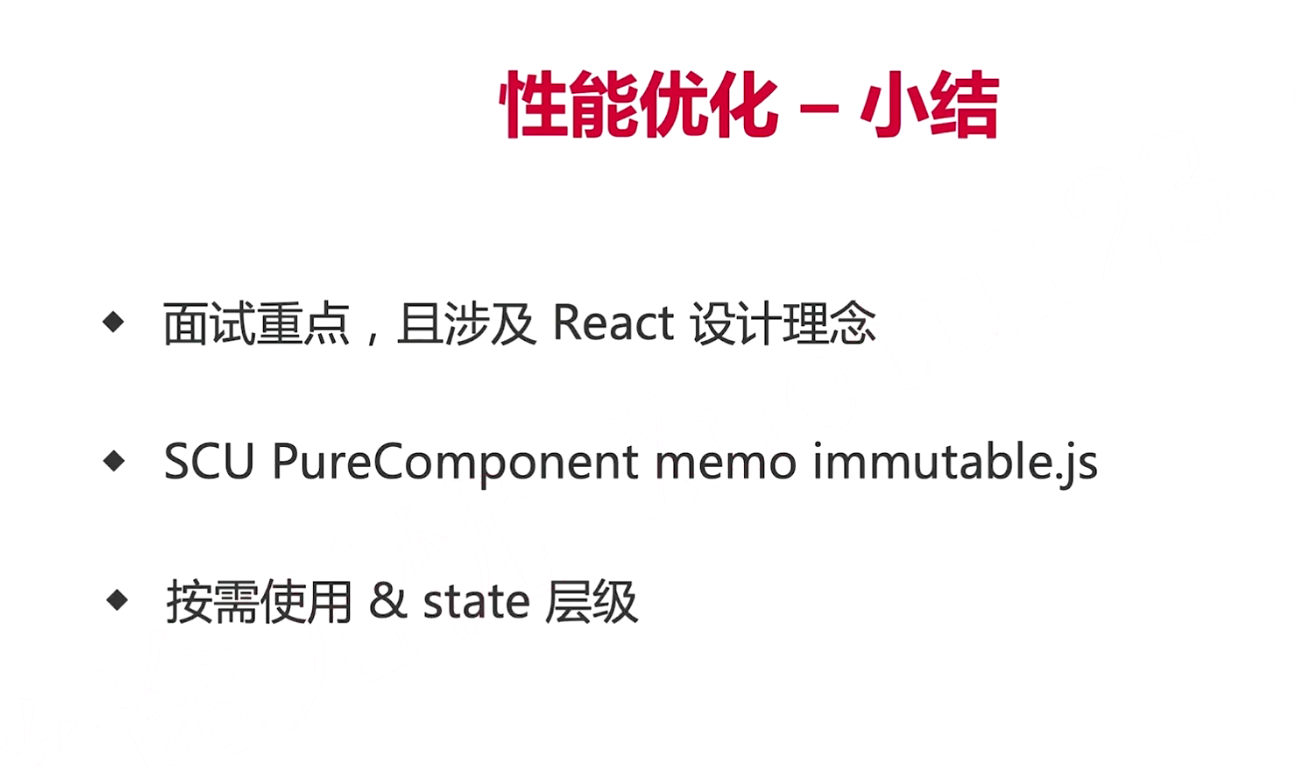 性能优化 – 小结
面试重点，且涉及 React 设计理念
SCU PureComponent memo immutable.js
按需使用 & state 层级